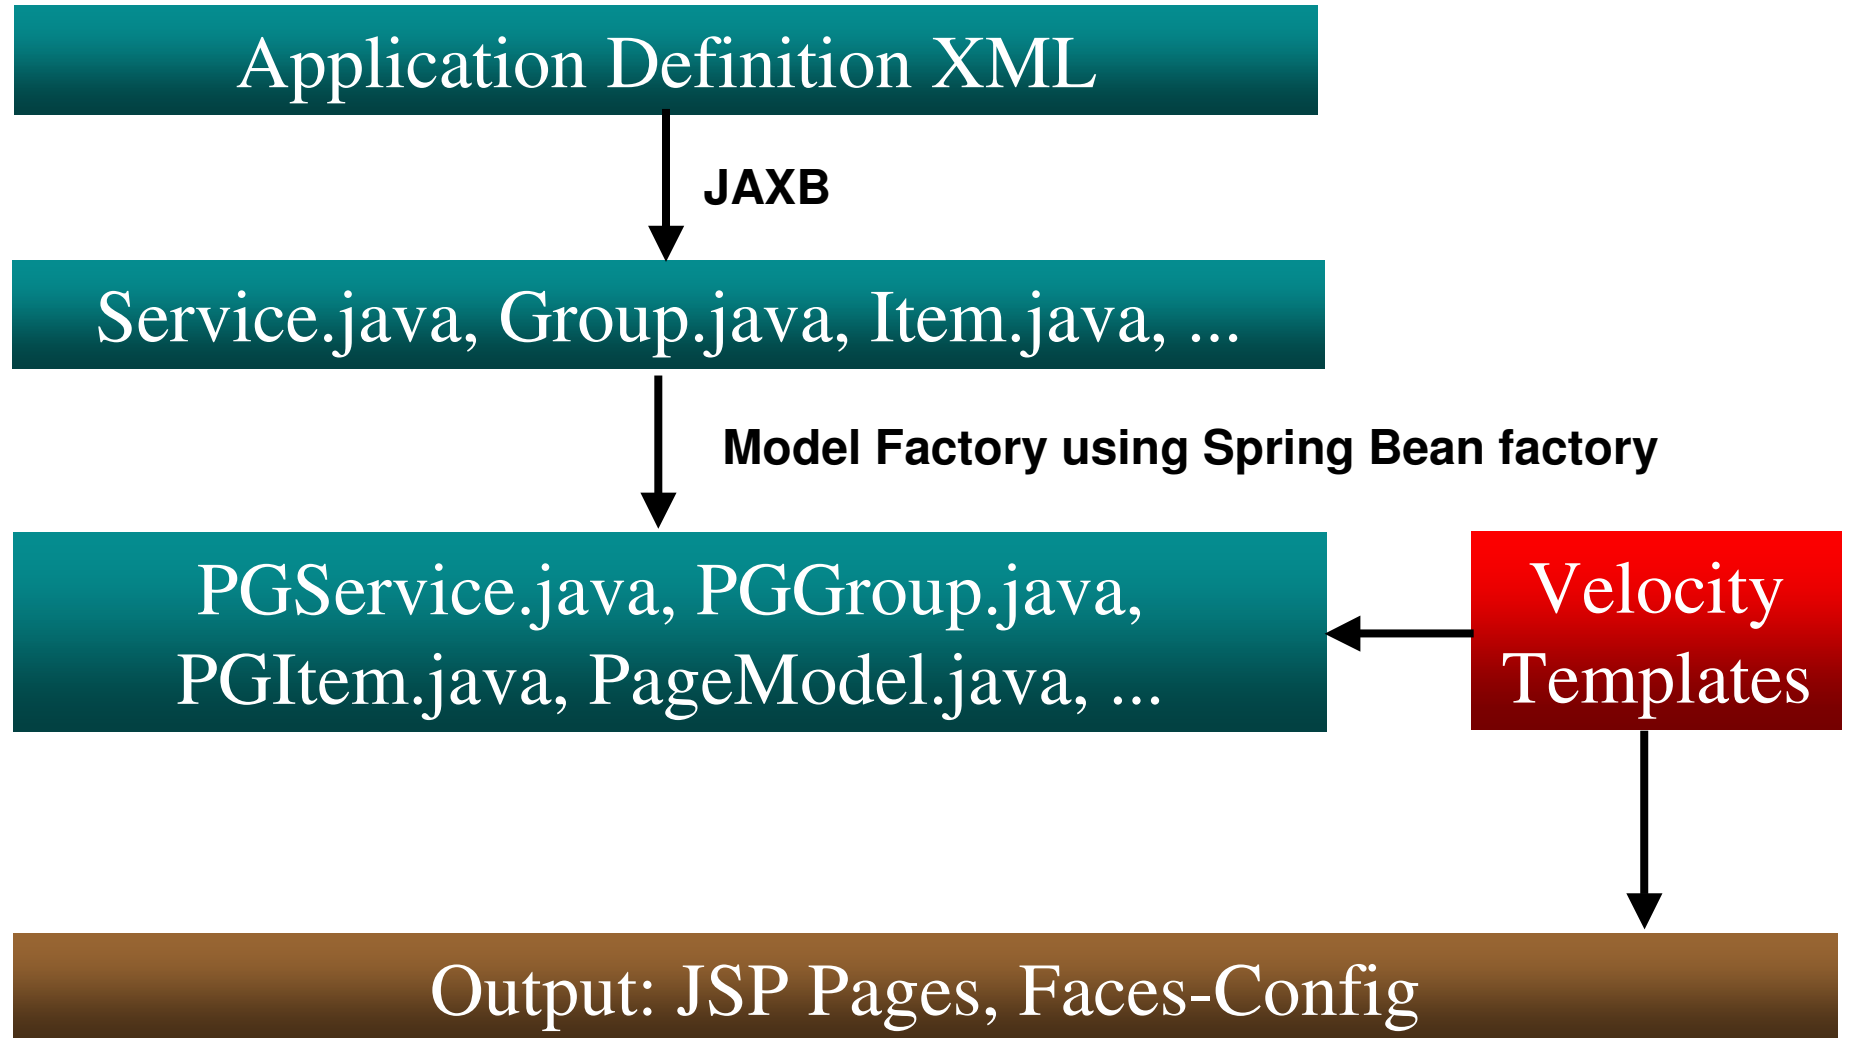 Application Definition XML
JAXB
Service.java, Group.java, Item.java, ...
Model Factory using Spring Bean factory
PGService.java, PGGroup.java,
PGItem.java, PageModel.java, ...
Velocity
Templates
Output: JSP Pages, Faces-Config